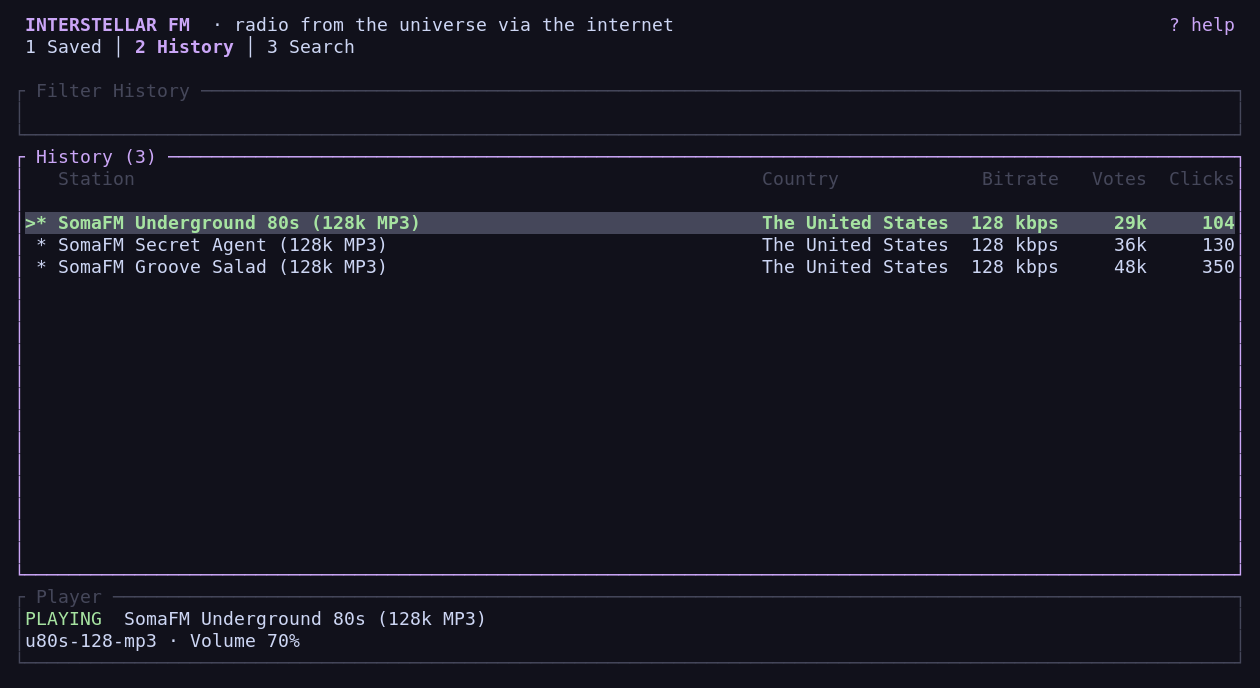 INTERSTELLAR FM · radio from the universe via the internet ? help
1 Saved │ 2 History │ 3 Search
Filter History
History (3)
Station Country Bitrate Votes Clicks
>* SomaFM Underground 80s (128k MP3) The United States 128 kbps 29k 104
* SomaFM Secret Agent (128k MP3) The United States 128 kbps 36k 130
* SomaFM Groove Salad (128k MP3) The United States 128 kbps 48k 350
Player
PLAYING SomaFM Underground 80s (128k MP3)
u80s-128-mp3 · Volume 70%